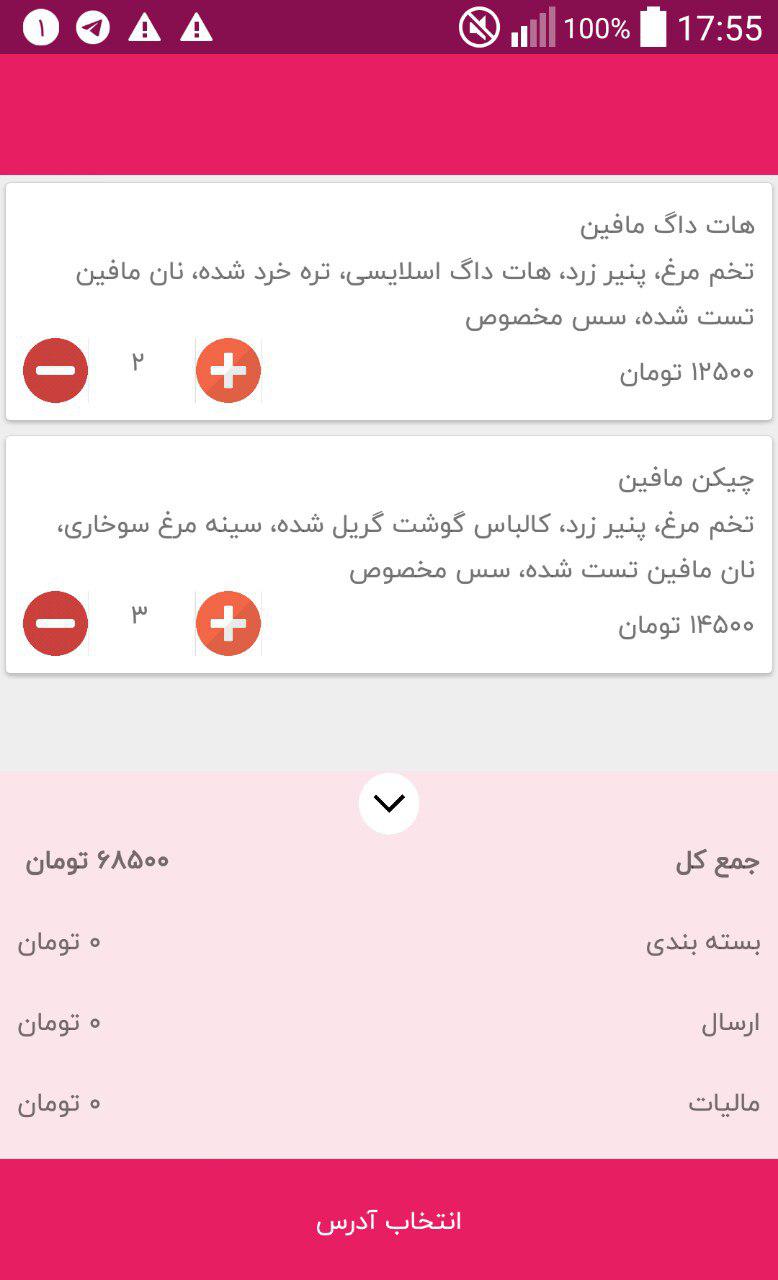 ۱ 100% 17:55
هات داگ مافین
تخم مرغ، پنیر زرد، هات داگ اسلایسی، تره خرد شده، نان مافین
تست شده، سس مخصوص
۱۲۵۰۰ تومان
۲
چیکن مافین
تخم مرغ، پنیر زرد، کالباس گوشت گریل شده، سینه مرغ سوخاری،
نان مافین تست شده، سس مخصوص
۱۴۵۰۰ تومان
۳
جمع کل ۶۸۵۰۰ تومان
بسته بندی ۰ تومان
ارسال ۰ تومان
مالیات ۰ تومان
انتخاب آدرس